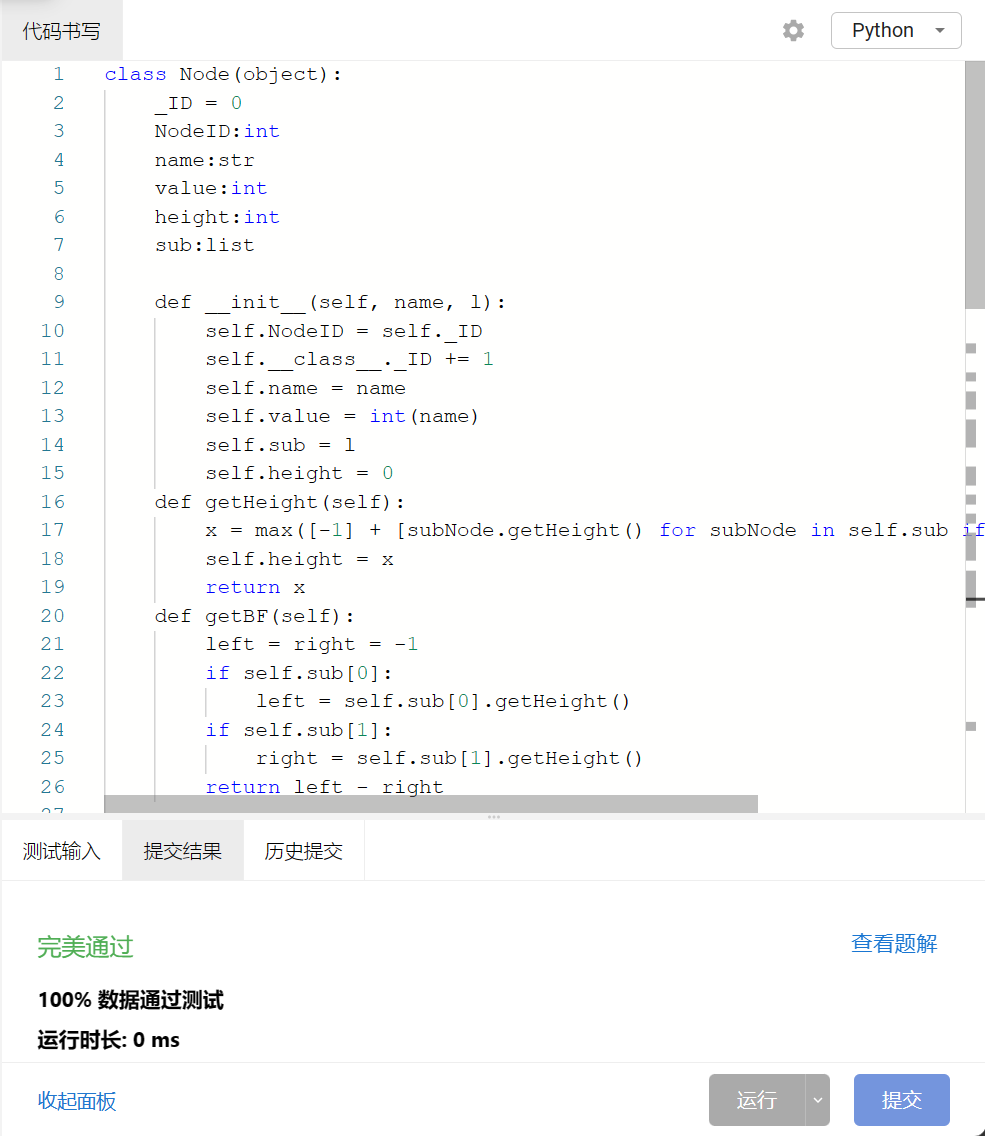 代码书写
Python
1 class Node(object):
2 _ID = 0
3 NodeID:int
4 name:str
5 value:int
6 height:int
7 sub:list
8
9 def __init__(self, name, l):
10 self.NodeID = self._ID
11 self.__class__._ID += 1
12 self.name = name
13 self.value = int(name)
14 self.sub = l
15 self.height = 0
16 def getHeight(self):
17 x = max([-1] + [subNode.getHeight() for subNode in self.sub if
18 self.height = x
19 return x
20 def getBF(self):
21 left = right = -1
22 if self.sub[0]:
23 left = self.sub[0].getHeight()
24 if self.sub[1]:
25 right = self.sub[1].getHeight()
26 return left - right
测试输入 提交结果 历史提交
完美通过 查看题解
100% 数据通过测试
运行时长: 0 ms
收起面板 运行 提交